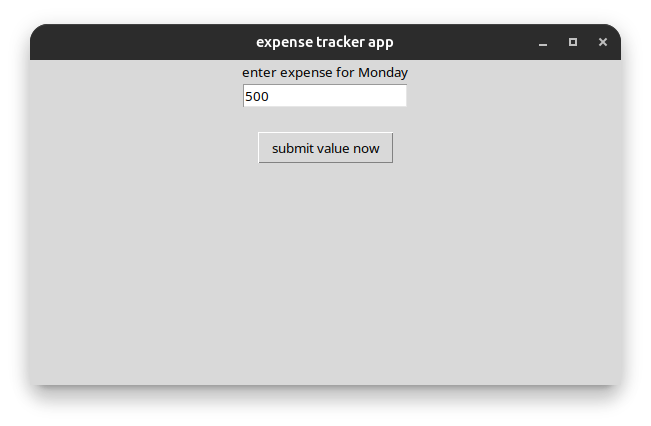 expense tracker app
enter expense for Monday
500
submit value now